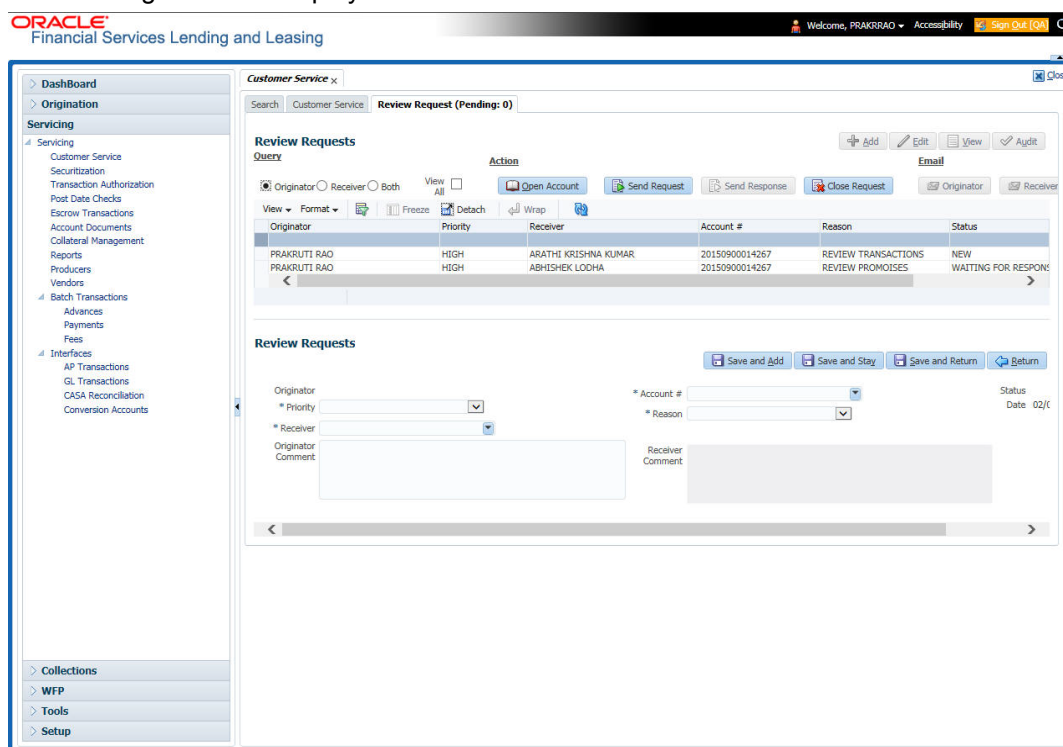 ORACLE
Financial Services Lending and Leasing
Welcome, PRAKRRAO Accessibility Sign Out [QA]
DashBoard
Origination
Servicing
Servicing
Customer Service
Securitization
Transaction Authorization
Post Date Checks
Escrow Transactions
Account Documents
Collateral Management
Reports
Producers
Vendors
Batch Transactions
Advances
Payments
Fees
Interfaces
AP Transactions
GL Transactions
CASA Reconciliation
Conversion Accounts
Collections
WFP
Tools
Setup
Customer Service x
Clos
Search Customer Service Review Request (Pending: 0)
Review Requests
Add Edit View Audit
Query Action Email
Originator Receiver Both View All Open Account Send Request Send Response Close Request Originator Receiver
View Format Freeze Detach Wrap
Originator Priority Receiver Account # Reason Status
PRAKRUTI RAO HIGH ARATHI KRISHNA KUMAR 20150900014267 REVIEW TRANSACTIONS NEW
PRAKRUTI RAO HIGH ABHISHEK LODHA 20150900014267 REVIEW PROMOISES WAITING FOR RESPONS
Review Requests
Save and Add Save and Stay Save and Return Return
Originator * Account # Status
* Priority * Reason Date 02/0
* Receiver
Originator Comment Receiver Comment